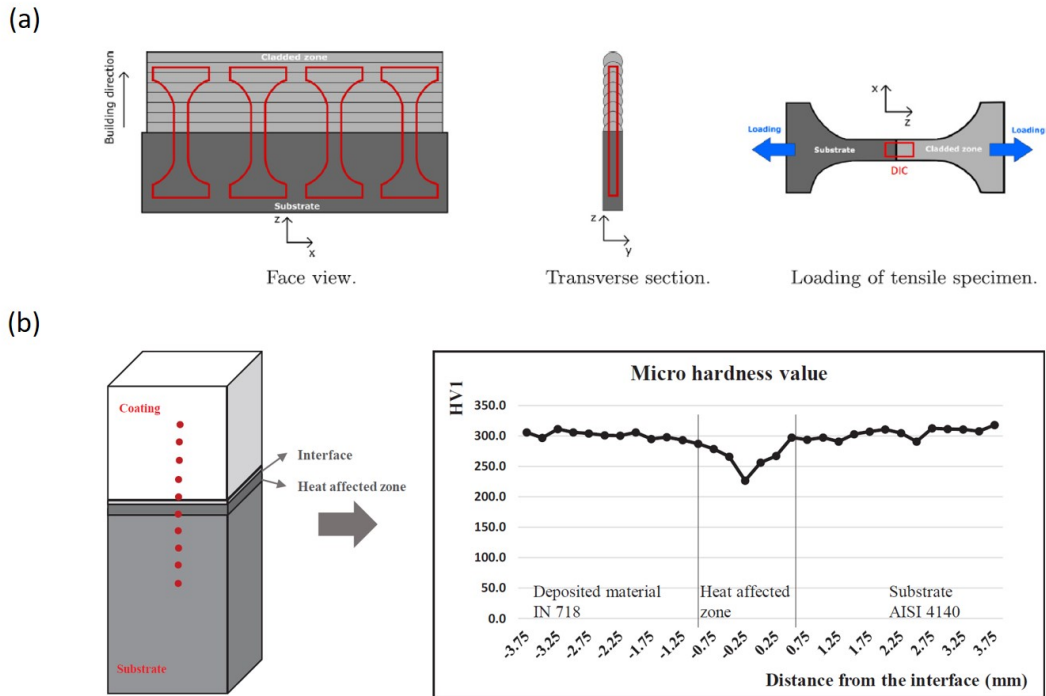 (a)
Cladded zone
Building direction
Substrate
z
x
Face view.
z
y
Transverse section.
x
z
Loading
Loading
Substrate
Cladded zone
DIC
Loading of tensile specimen.
(b)
Coating
Interface
Heat affected zone
Substrate
Micro hardness value
HV1
350.0
300.0
250.0
200.0
150.0
100.0
50.0
0.0
Deposited material
IN 718
Heat affected
zone
Substrate
AISI 4140
-3.75
-3.25
-2.75
-2.25
-1.75
-1.25
-0.75
-0.25
0.25
0.75
1.25
1.75
2.25
2.75
3.25
3.75
Distance from the interface (mm)